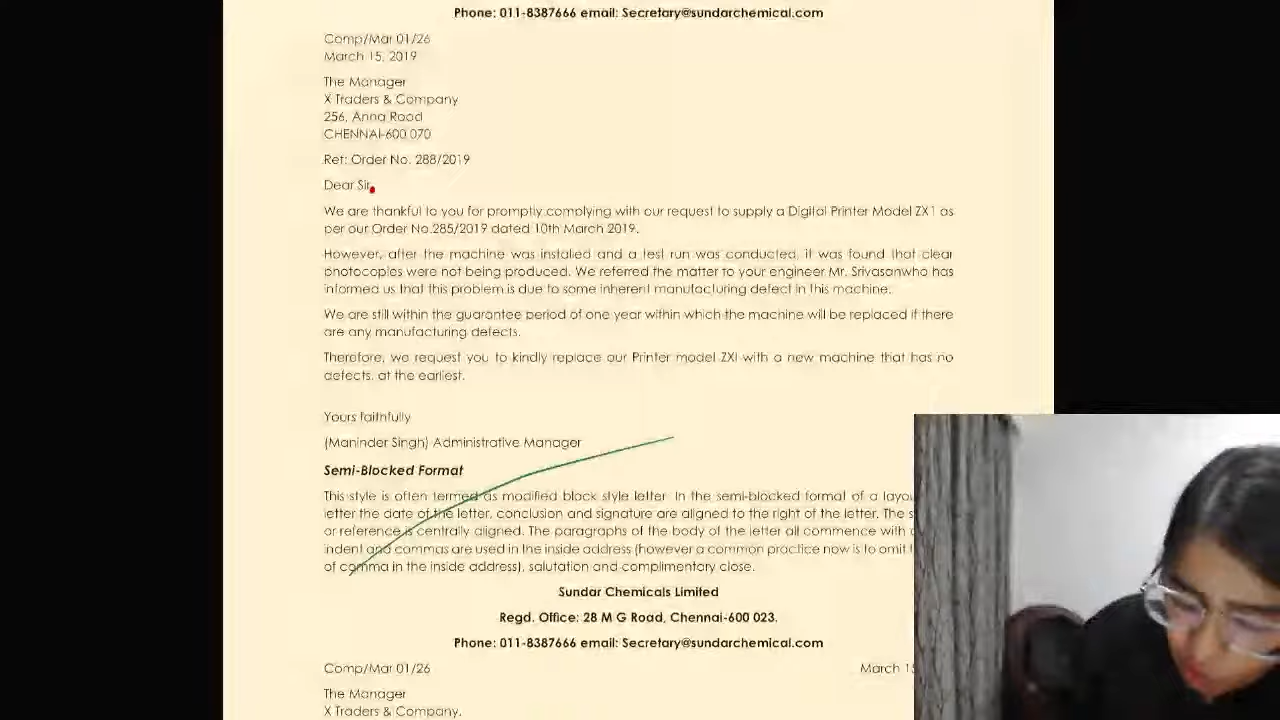 Phone: 011-8387666 email: Secretary@sundarchemical.com
Comp/Mar 01/26
March 15, 2019
The Manager
X Traders & Company
256, Anna Road
CHENNAI-600 070
Ref: Order No. 288/2019
Dear Sir
We are thankful to you for promptly complying with our request to supply a Digital Printer Model ZX1 as
per our Order No.285/2019 dated 10th March 2019.
However, after the machine was installed and a test run was conducted, it was found that clear
photocopies were not being produced. We referred the matter to your engineer Mr. Srivasanwho has
informed us that this problem is due to some inherent manufacturing defect in this machine.
We are still within the guarantee period of one year within which the machine will be replaced if there
are any manufacturing defects.
Therefore, we request you to kindly replace our Printer model ZXI with a new machine that has no
defects, at the earliest.
Yours faithfully
(Maninder Singh) Administrative Manager
Semi-Blocked Format
This style is often termed as modified block style letter. In the semi-blocked format of a
letter the date of the letter, conclusion and signature are aligned to the right of the letter. The
or reference is centrally aligned. The paragraphs of the body of the letter all commence with
indent and commas are used in the inside address (however a common practice now is to omit
of comma in the inside address), salutation and complimentary close.
Sundar Chemicals Limited
Regd. Office: 28 M G Road, Chennai-600 023.
Phone: 011-8387666 email: Secretary@sundarchemical.com
Comp/Mar 01/26 March 15
The Manager
X Traders & Company.